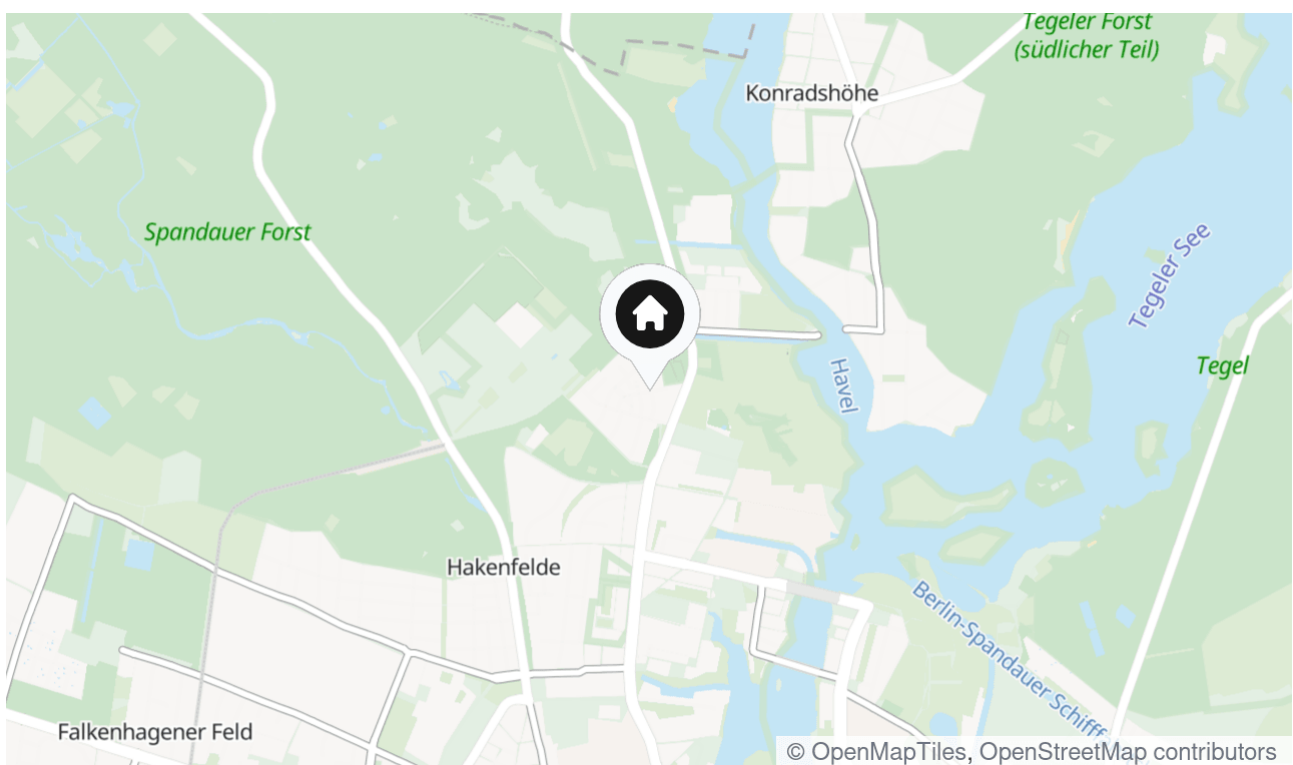 Tegeler Forst
(südlicher Teil)
Konradshöhe
Spandauer Forst
Tegeler See
Havel
Tegel
Hakenfelde
Berlin-Spandauer Schifff
Falkenhagener Feld
© OpenMapTiles, OpenStreetMap contributors